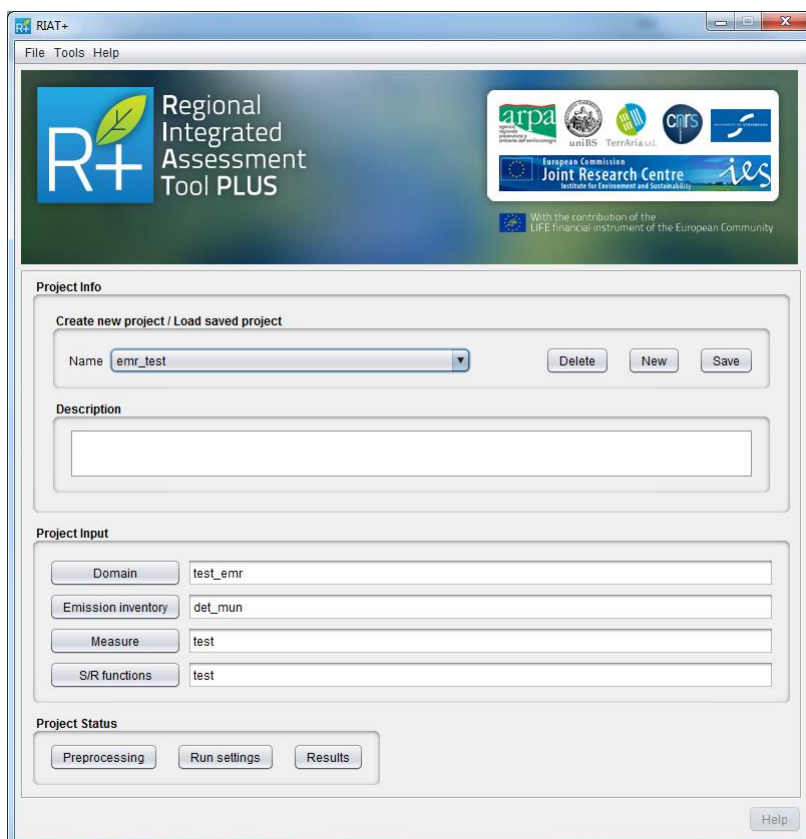 RIAT+
File Tools Help
R+
Regional
Integrated
Assessment
Tool PLUS
arpa
uniBS
TerrAria s.r.l.
cnrs
European Commission
Joint Research Centre
Institute for Environment and Sustainability
ies
With the contribution of the
LIFE financial instrument of the European Community
Project Info
Create new project / Load saved project
Name emr_test Delete New Save
Description
Project Input
Domain test_emr
Emission inventory det_mun
Measure test
S/R functions test
Project Status
Preprocessing Run settings Results
Help